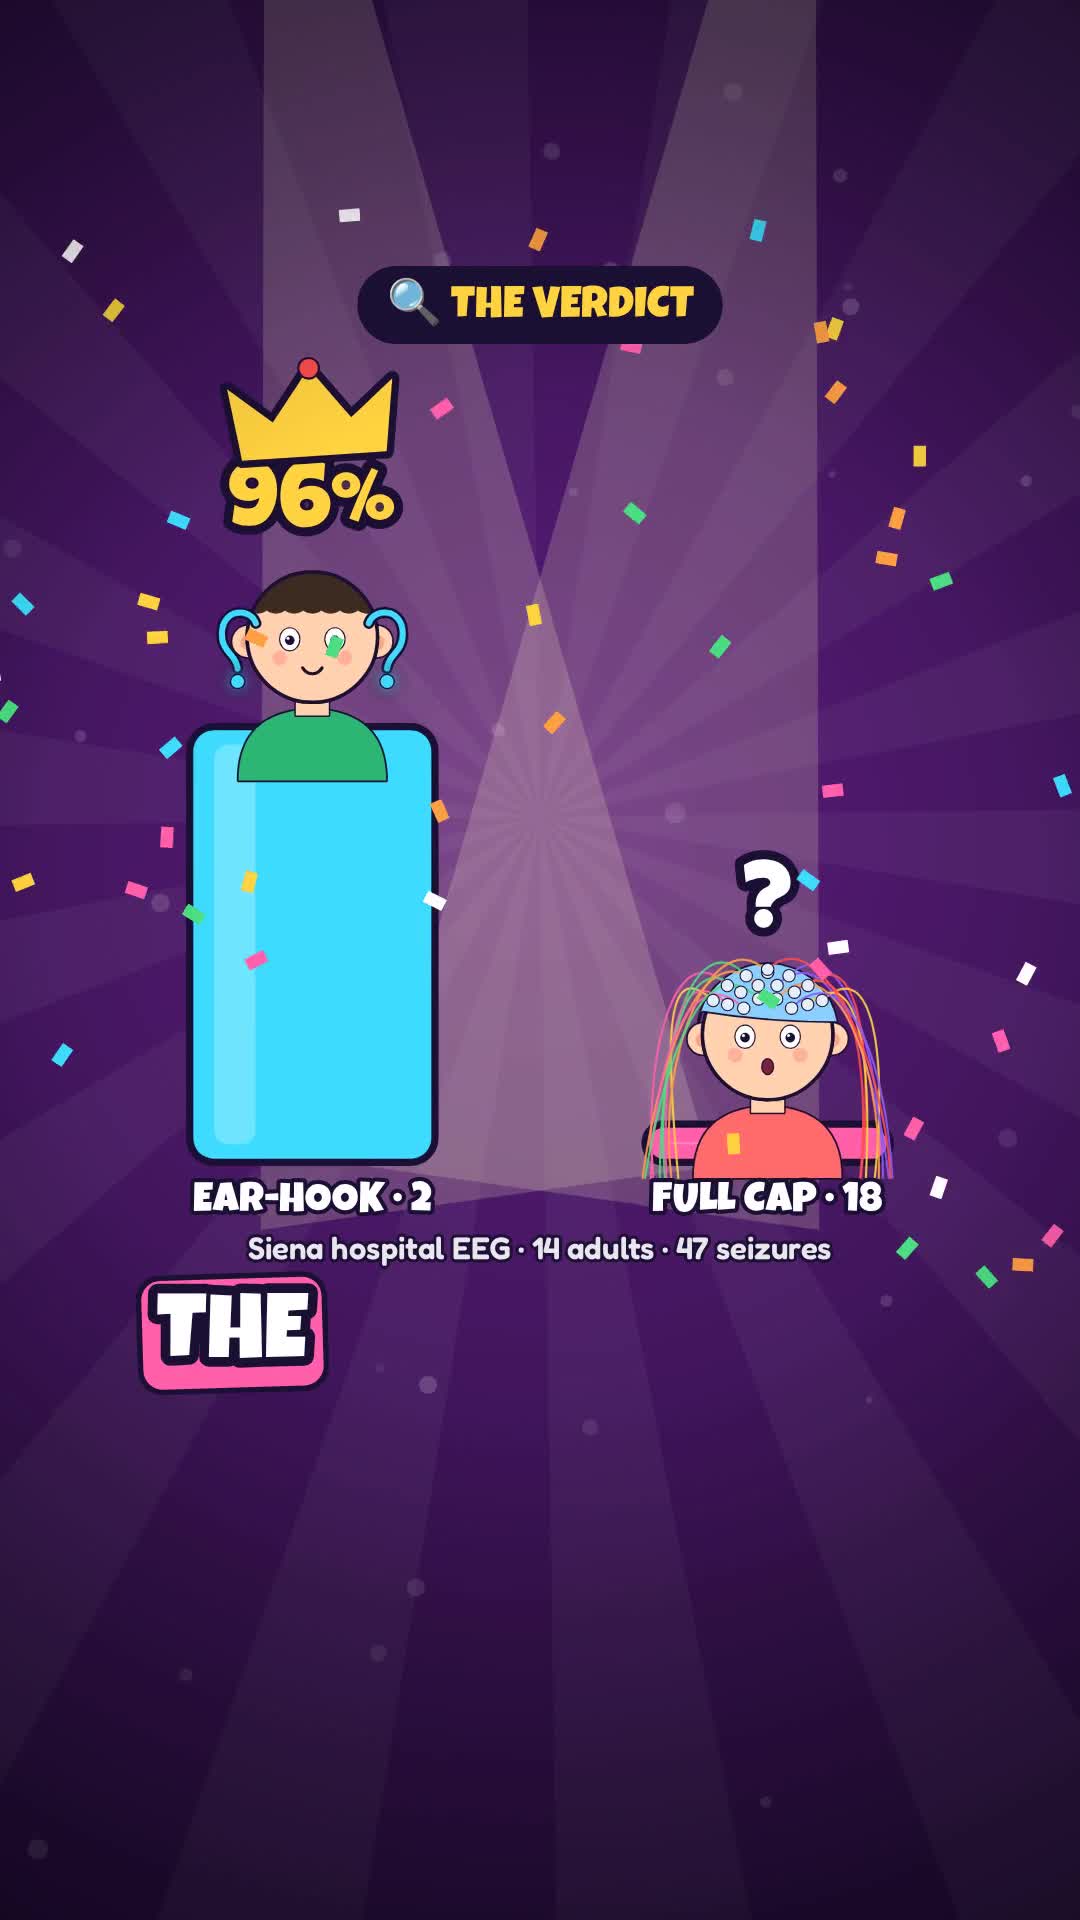 🔍 THE VERDICT
96%
?
EAR-HOOK · 2
FULL CAP · 18
Siena hospital EEG · 14 adults · 47 seizures
THE